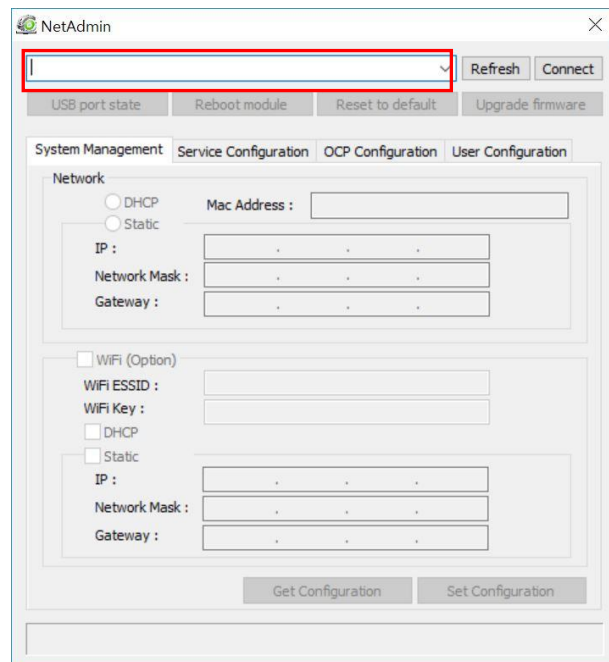 NetAdmin
Refresh Connect
USB port state Reboot module Reset to default Upgrade firmware
System Management Service Configuration OCP Configuration User Configuration
Network
DHCP Mac Address :
Static
IP : . . .
Network Mask : . . .
Gateway : . . .
WiFi (Option)
WiFi ESSID :
WiFi Key :
DHCP
Static
IP : . . .
Network Mask : . . .
Gateway : . . .
Get Configuration Set Configuration